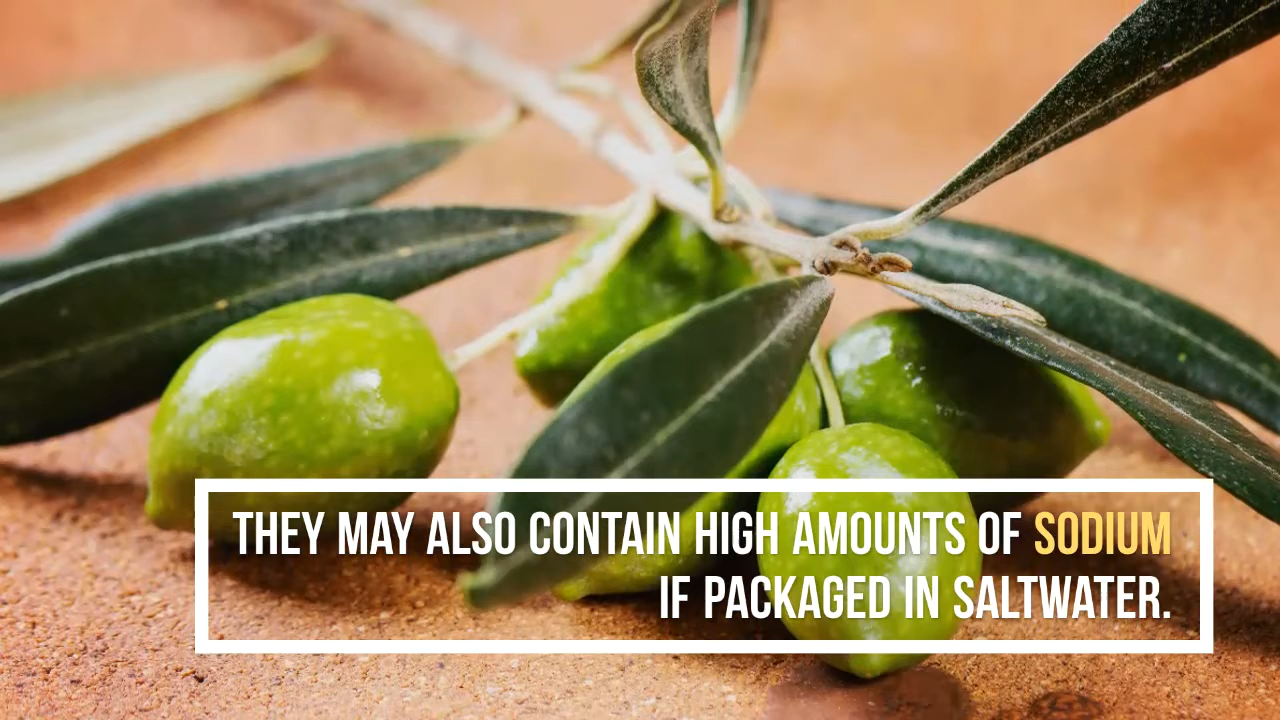 THEY MAY ALSO CONTAIN HIGH AMOUNTS OF SODIUM
IF PACKAGED IN SALTWATER.